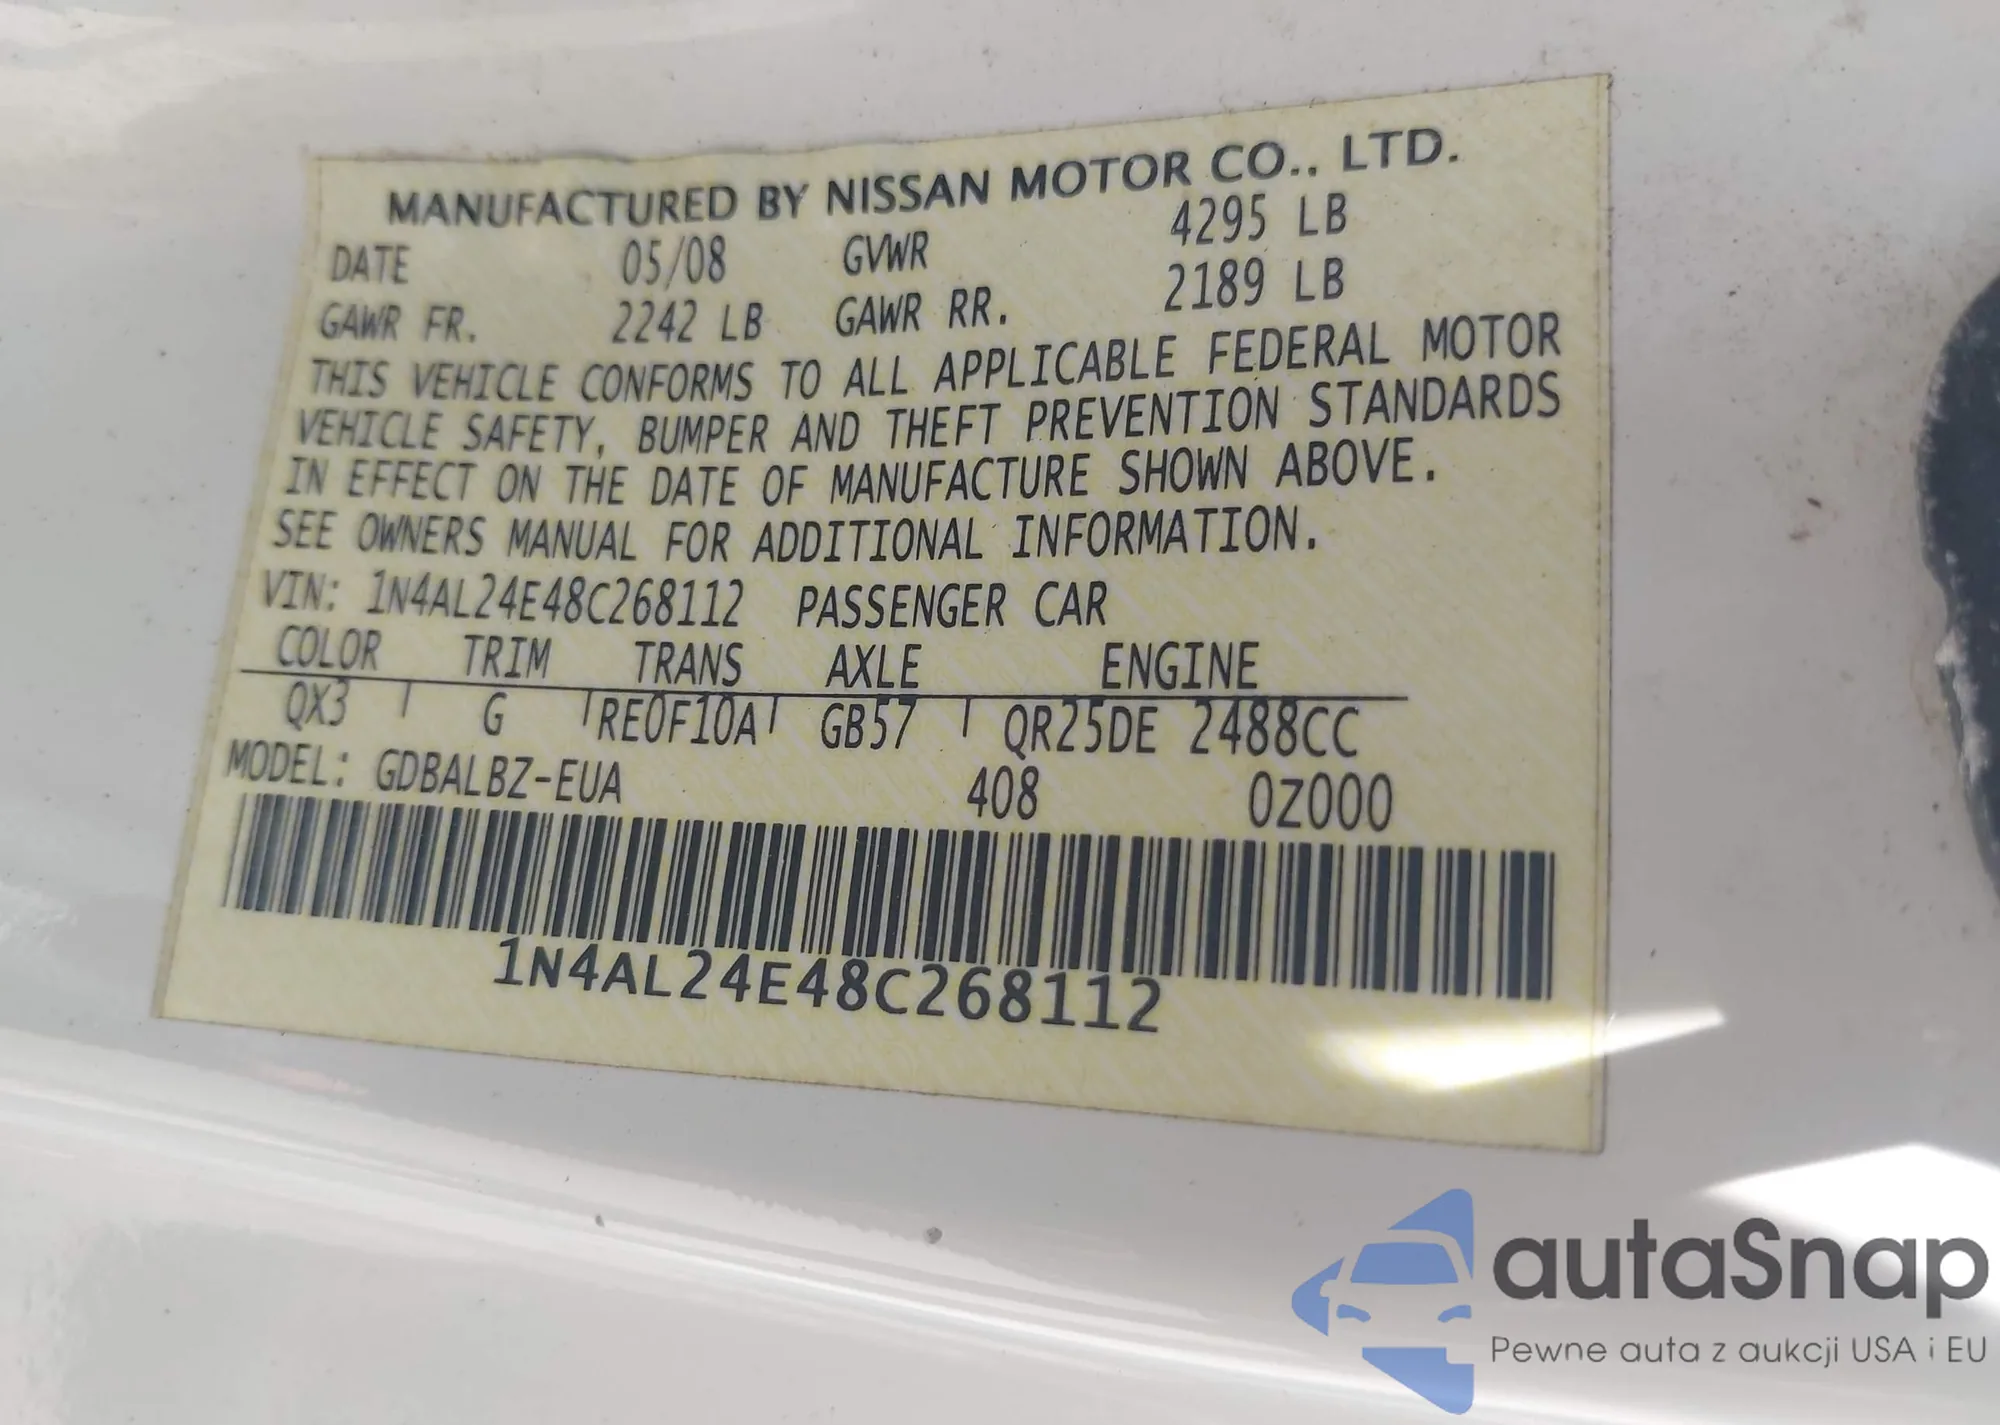 MANUFACTURED BY NISSAN MOTOR CO., LTD.
DATE 05/08 GVWR 4295 LB
GAWR FR. 2242 LB GAWR RR. 2189 LB
THIS VEHICLE CONFORMS TO ALL APPLICABLE FEDERAL MOTOR
VEHICLE SAFETY, BUMPER AND THEFT PREVENTION STANDARDS
IN EFFECT ON THE DATE OF MANUFACTURE SHOWN ABOVE.
SEE OWNERS MANUAL FOR ADDITIONAL INFORMATION.
VIN: 1N4AL24E48C268112 PASSENGER CAR
COLOR TRIM TRANS AXLE ENGINE
QX3 G RE0F10A GB57 QR25DE 2488CC
MODEL: GDBALBZ-EUA 408 0Z000
1N4AL24E48C268112
autaSnap
Pewne auta z aukcji USA i EU